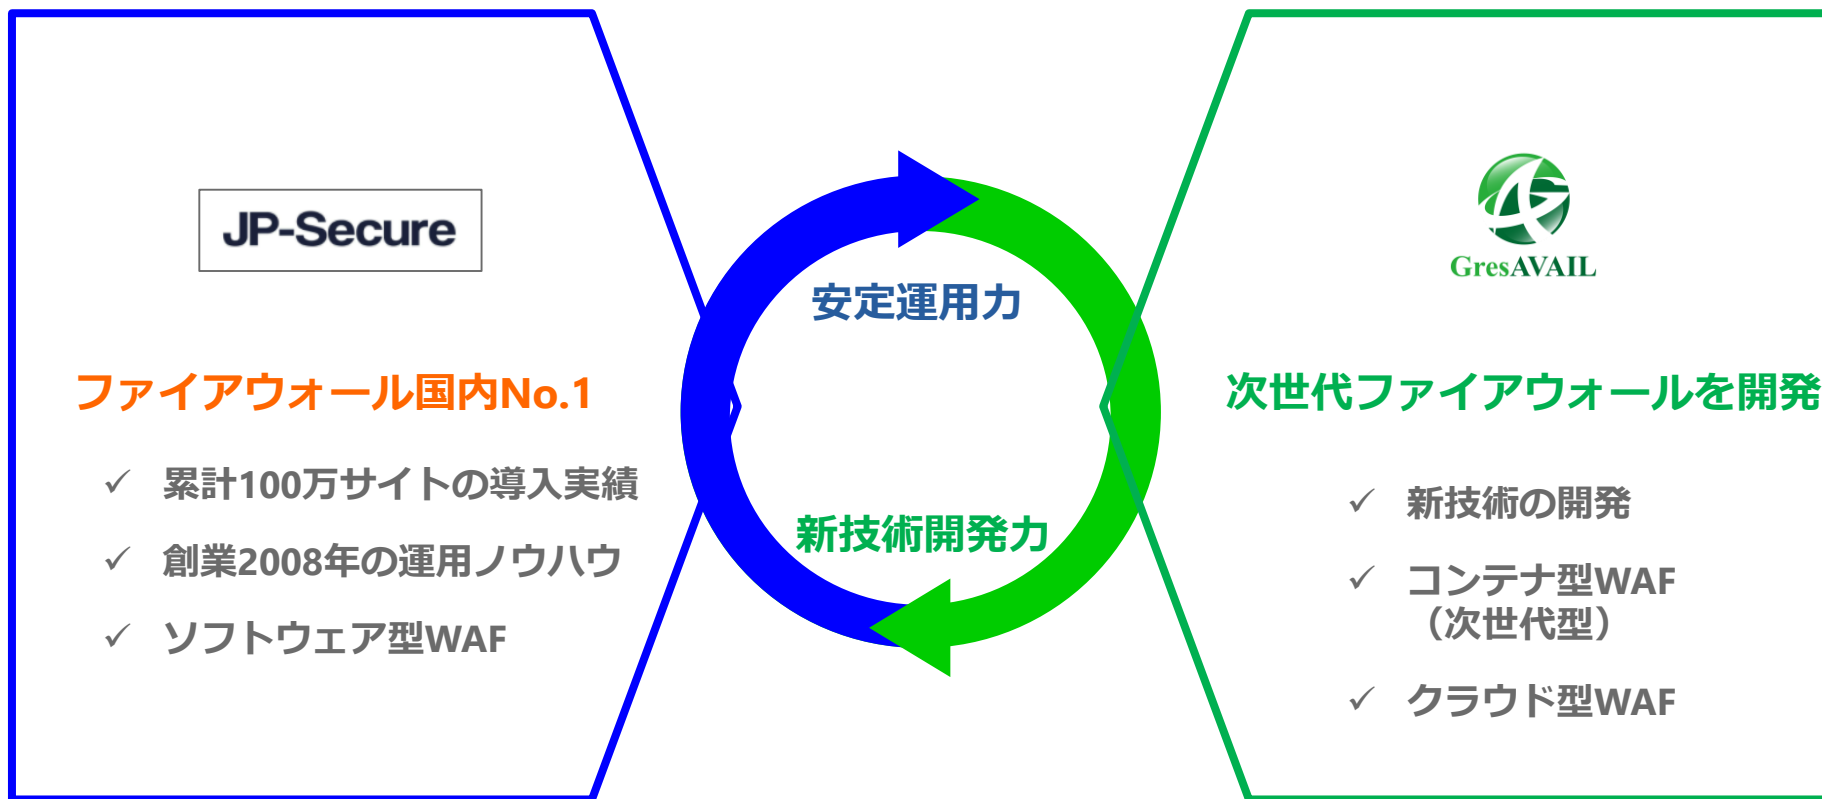 JP-Secure
ファイアウォール国内No.1
✓ 累計100万サイトの導入実績
✓ 創業2008年の運用ノウハウ
✓ ソフトウェア型WAF
安定運用力
新技術開発力
GresAVAIL
次世代ファイアウォールを開発
✓ 新技術の開発
✓ コンテナ型WAF
（次世代型）
✓ クラウド型WAF